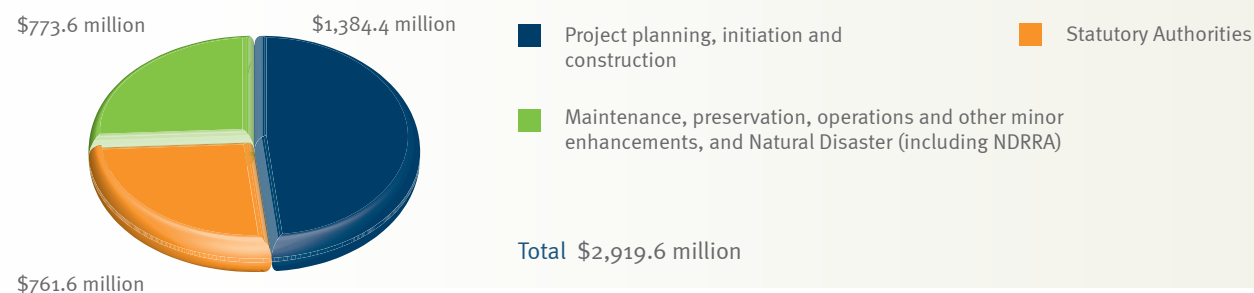 $773.6 million
$1,384.4 million
$761.6 million
Project planning, initiation and
construction
Statutory Authorities
Maintenance, preservation, operations and other minor
enhancements, and Natural Disaster (including NDRRA)
Total $2,919.6 million